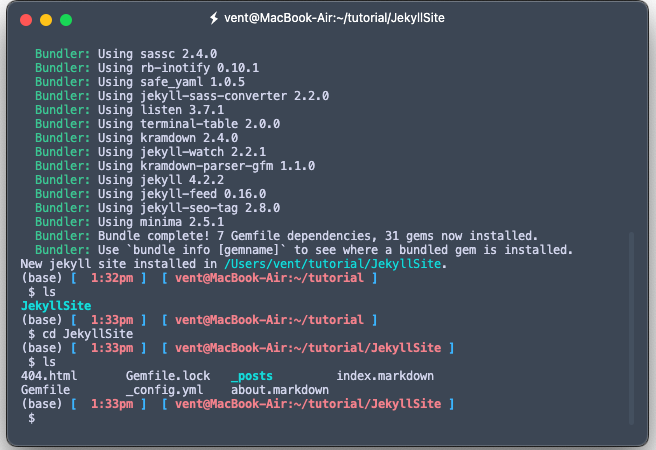 ⚡ vent@MacBook-Air:~/tutorial/JekyllSite
Bundler: Using sassc 2.4.0
Bundler: Using rb-inotify 0.10.1
Bundler: Using safe_yaml 1.0.5
Bundler: Using jekyll-sass-converter 2.2.0
Bundler: Using listen 3.7.1
Bundler: Using terminal-table 2.0.0
Bundler: Using kramdown 2.4.0
Bundler: Using jekyll-watch 2.2.1
Bundler: Using kramdown-parser-gfm 1.1.0
Bundler: Using jekyll 4.2.2
Bundler: Using jekyll-feed 0.16.0
Bundler: Using jekyll-seo-tag 2.8.0
Bundler: Using minima 2.5.1
Bundler: Bundle complete! 7 Gemfile dependencies, 31 gems now installed.
Bundler: Use `bundle info [gemname]` to see where a bundled gem is installed.
New jekyll site installed in /Users/vent/tutorial/JekyllSite.
(base) [ 1:32pm ] [ vent@MacBook-Air:~/tutorial ]
$ ls
JekyllSite
(base) [ 1:33pm ] [ vent@MacBook-Air:~/tutorial ]
$ cd JekyllSite
(base) [ 1:33pm ] [ vent@MacBook-Air:~/tutorial/JekyllSite ]
$ ls
404.html Gemfile.lock _posts index.markdown
Gemfile _config.yml about.markdown
(base) [ 1:33pm ] [ vent@MacBook-Air:~/tutorial/JekyllSite ]
$